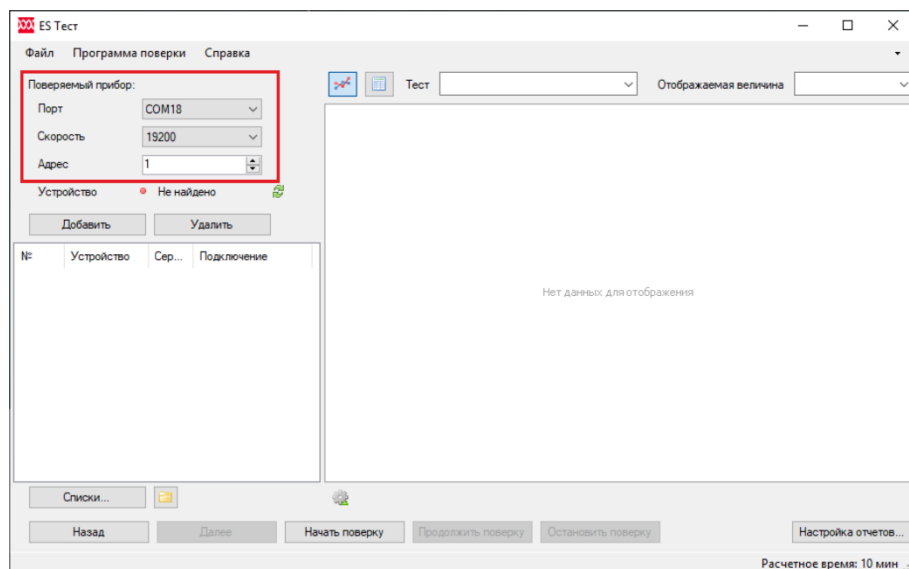 ES Тест
Файл Программа поверки Справка
Поверяемый прибор:
Тест Отображаемая величина
Порт COM18
Скорость 19200
Адрес 1
Устройство Не найдено
Добавить Удалить
№ Устройство Сер... Подключение
Нет данных для отображения
Списки...
Назад Далее Начать поверку Продолжить поверку Остановить поверку Настройка отчетов...
Расчетное время: 10 мин